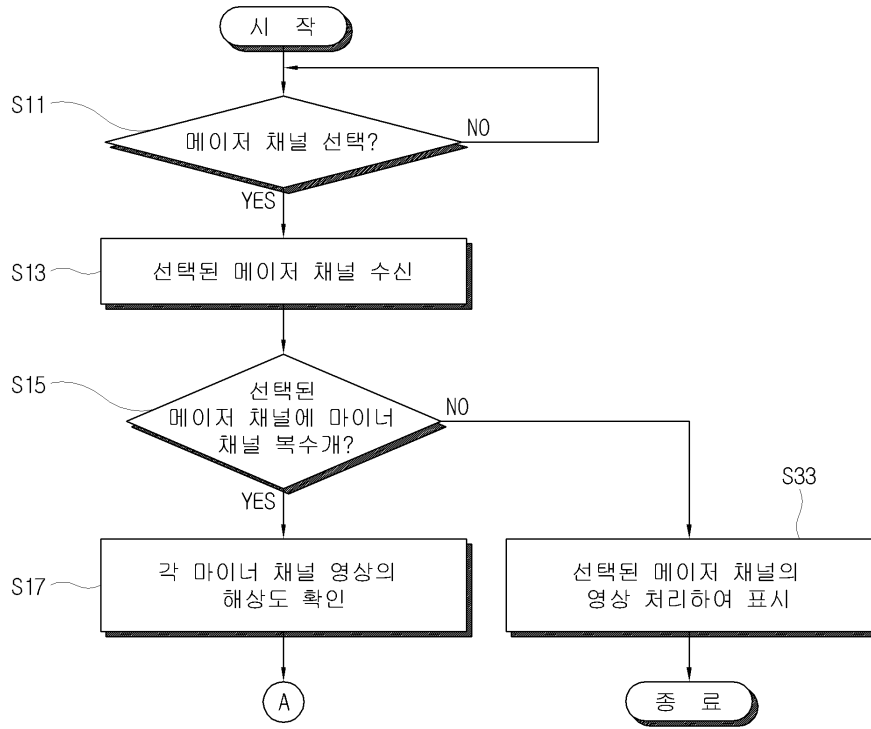 시 작
S11
메이저 채널 선택?
NO
YES
S13
선택된 메이저 채널 수신
S15
선택된
메이저 채널에 마이너
채널 복수개?
NO
YES
S33
S17
각 마이너 채널 영상의
해상도 확인
선택된 메이저 채널의
영상 처리하여 표시
A
종 료